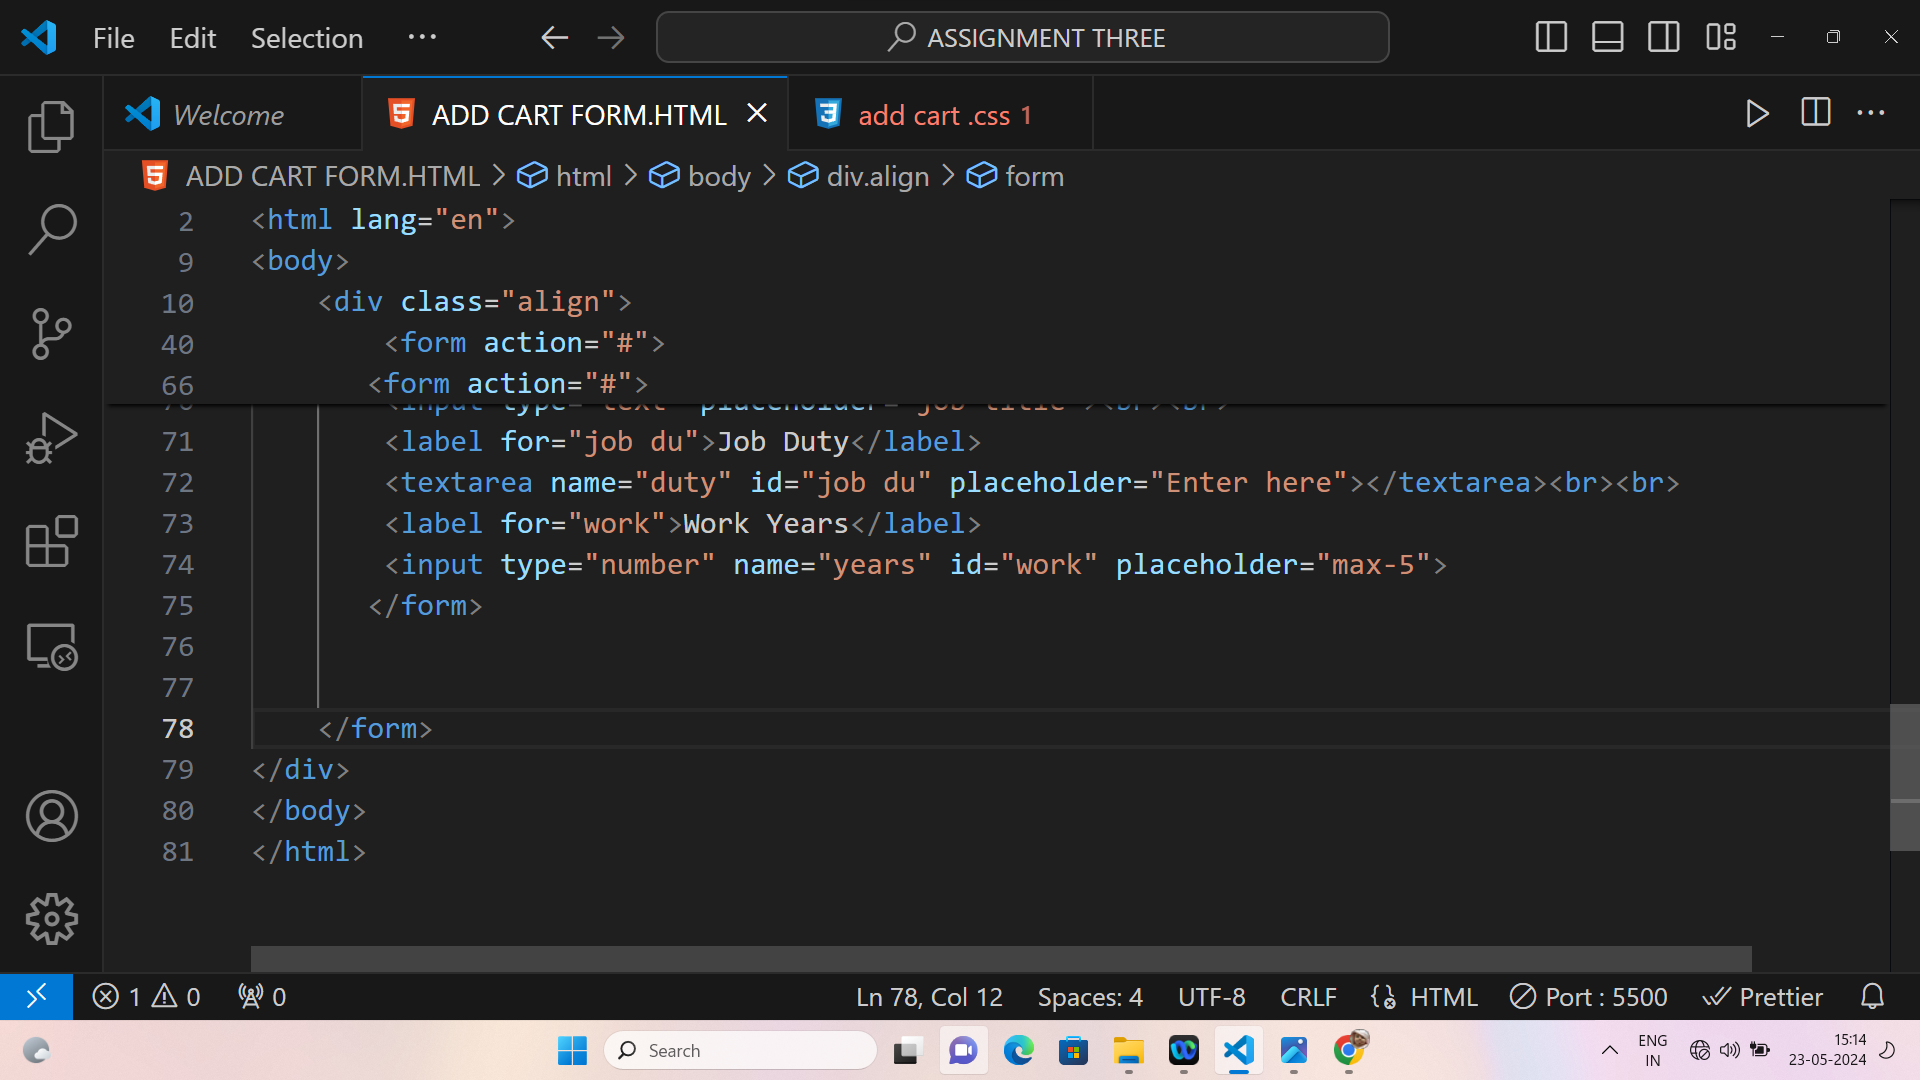 File Edit Selection ··· ASSIGNMENT THREE
Welcome ADD CART FORM.HTML add cart .css 1
ADD CART FORM.HTML > html > body > div.align > form
2 <html lang="en">
9 <body>
10 <div class="align">
40 <form action="#">
66 <form action="#">
71 <label for="job du">Job Duty</label>
72 <textarea name="duty" id="job du" placeholder="Enter here"></textarea><br><br>
73 <label for="work">Work Years</label>
74 <input type="number" name="years" id="work" placeholder="max-5">
75 </form>
76
77
78 </form>
79 </div>
80 </body>
81 </html>
1 0 0 Ln 78, Col 12 Spaces: 4 UTF-8 CRLF HTML Port : 5500 Prettier
Search ENG IN 15:14 23-05-2024